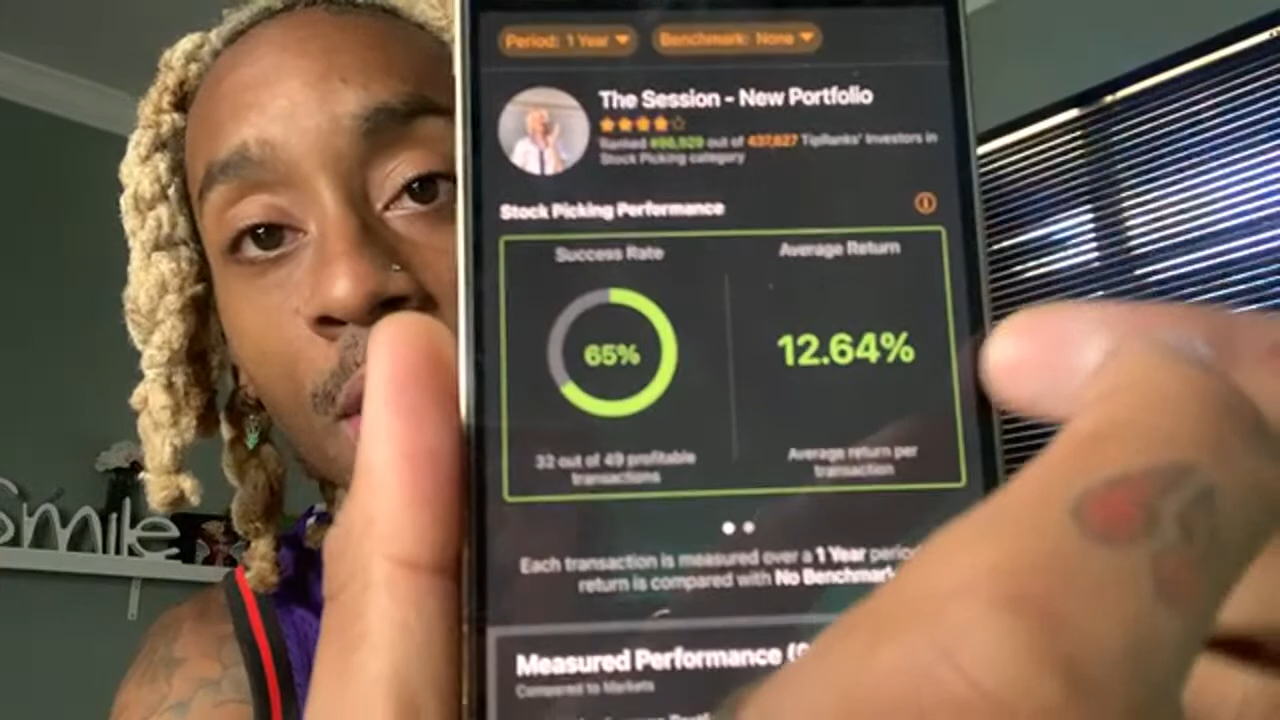 Period: 1 Year
Benchmark: None
The Session - New Portfolio
Ranked out of 437,627 TipRanks' Investors in
Stock Picking category
Stock Picking Performance
Success Rate
Average Return
65%
12.64%
32 out of 49 profitable
transactions
Average return per
transaction
Each transaction is measured over a 1 Year
return is compared with No
Measured Performance
Compared to Markets
Smile